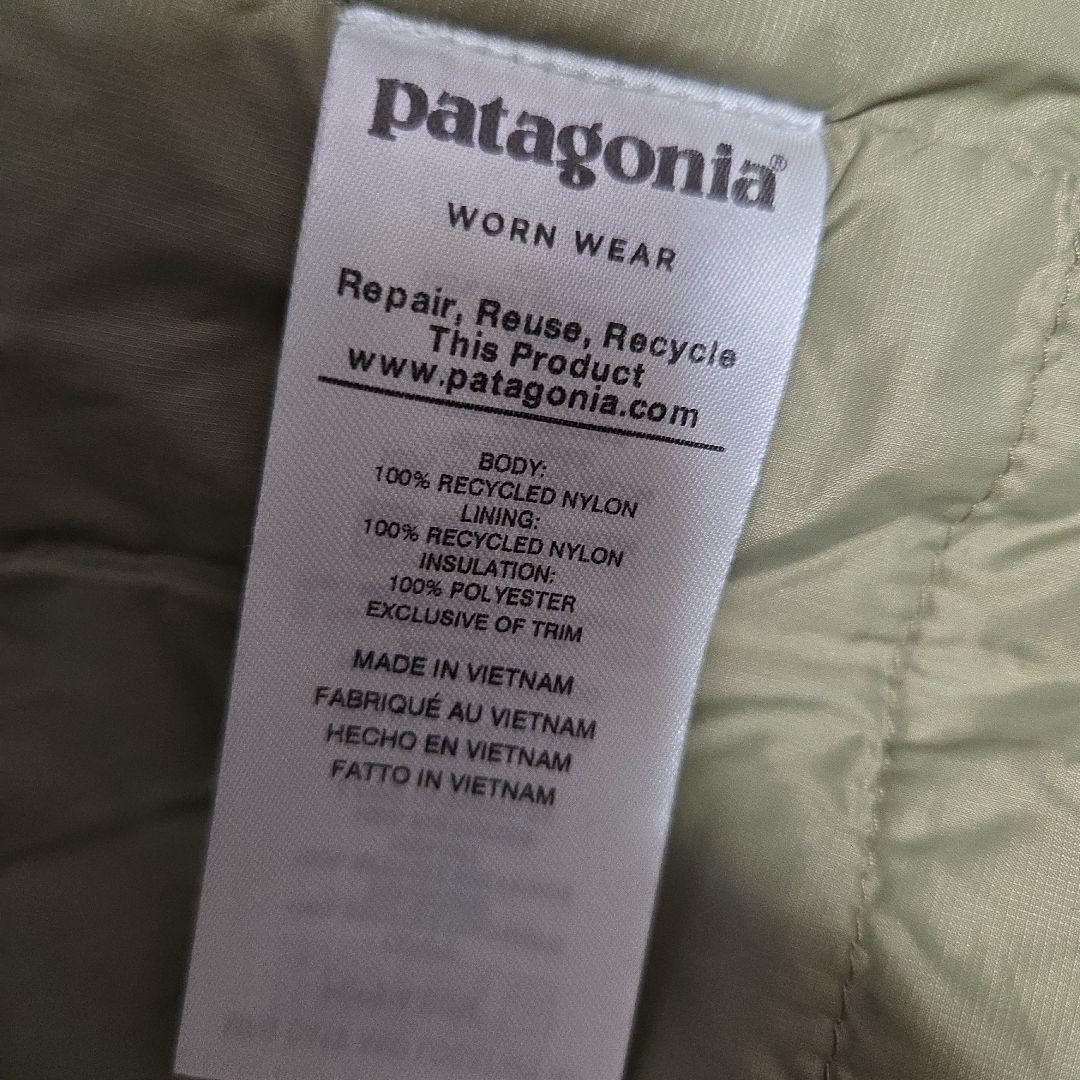 patagonia®
WORN WEAR
Repair, Reuse, Recycle
This Product
www.patagonia.com
BODY:
100% RECYCLED NYLON
LINING:
100% RECYCLED NYLON
INSULATION:
100% POLYESTER
EXCLUSIVE OF TRIM
MADE IN VIETNAM
FABRIQUÉ AU VIETNAM
HECHO EN VIETNAM
FATTO IN VIETNAM